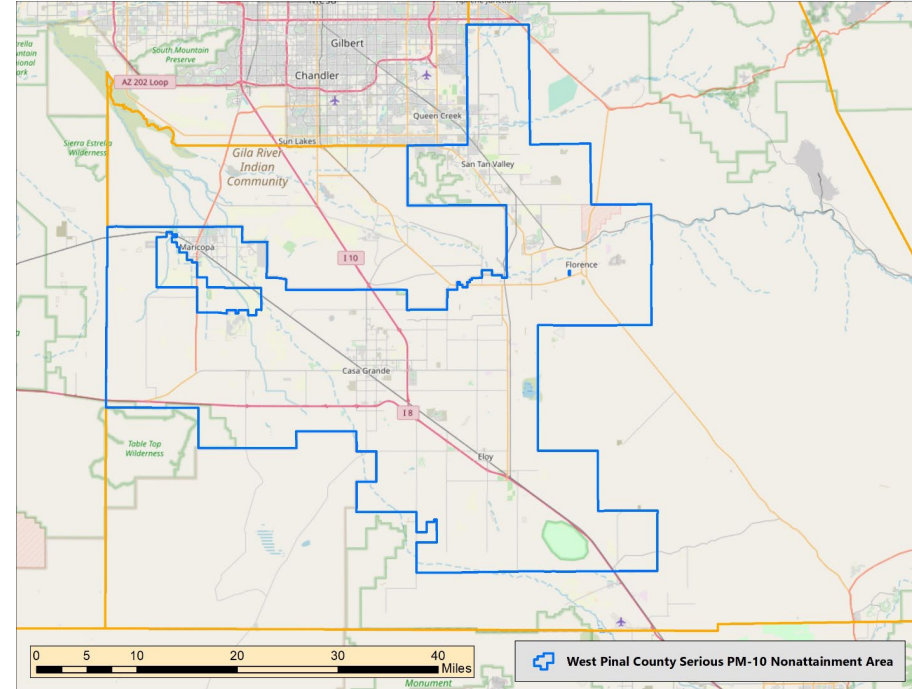 Gilbert
South Mountain
Preserve
Chandler
AZ 202 Loop
Queen Creek
Sierra Estrella
Wilderness
Sun Lakes
Gila River
Indian
Community
San Tan Valley
Maricopa
I 10
Florence
Casa Grande
I 8
Table Top
Wilderness
Eloy
0 5 10 20 30 40
Miles
West Pinal County Serious PM-10 Nonattainment Area
Monument